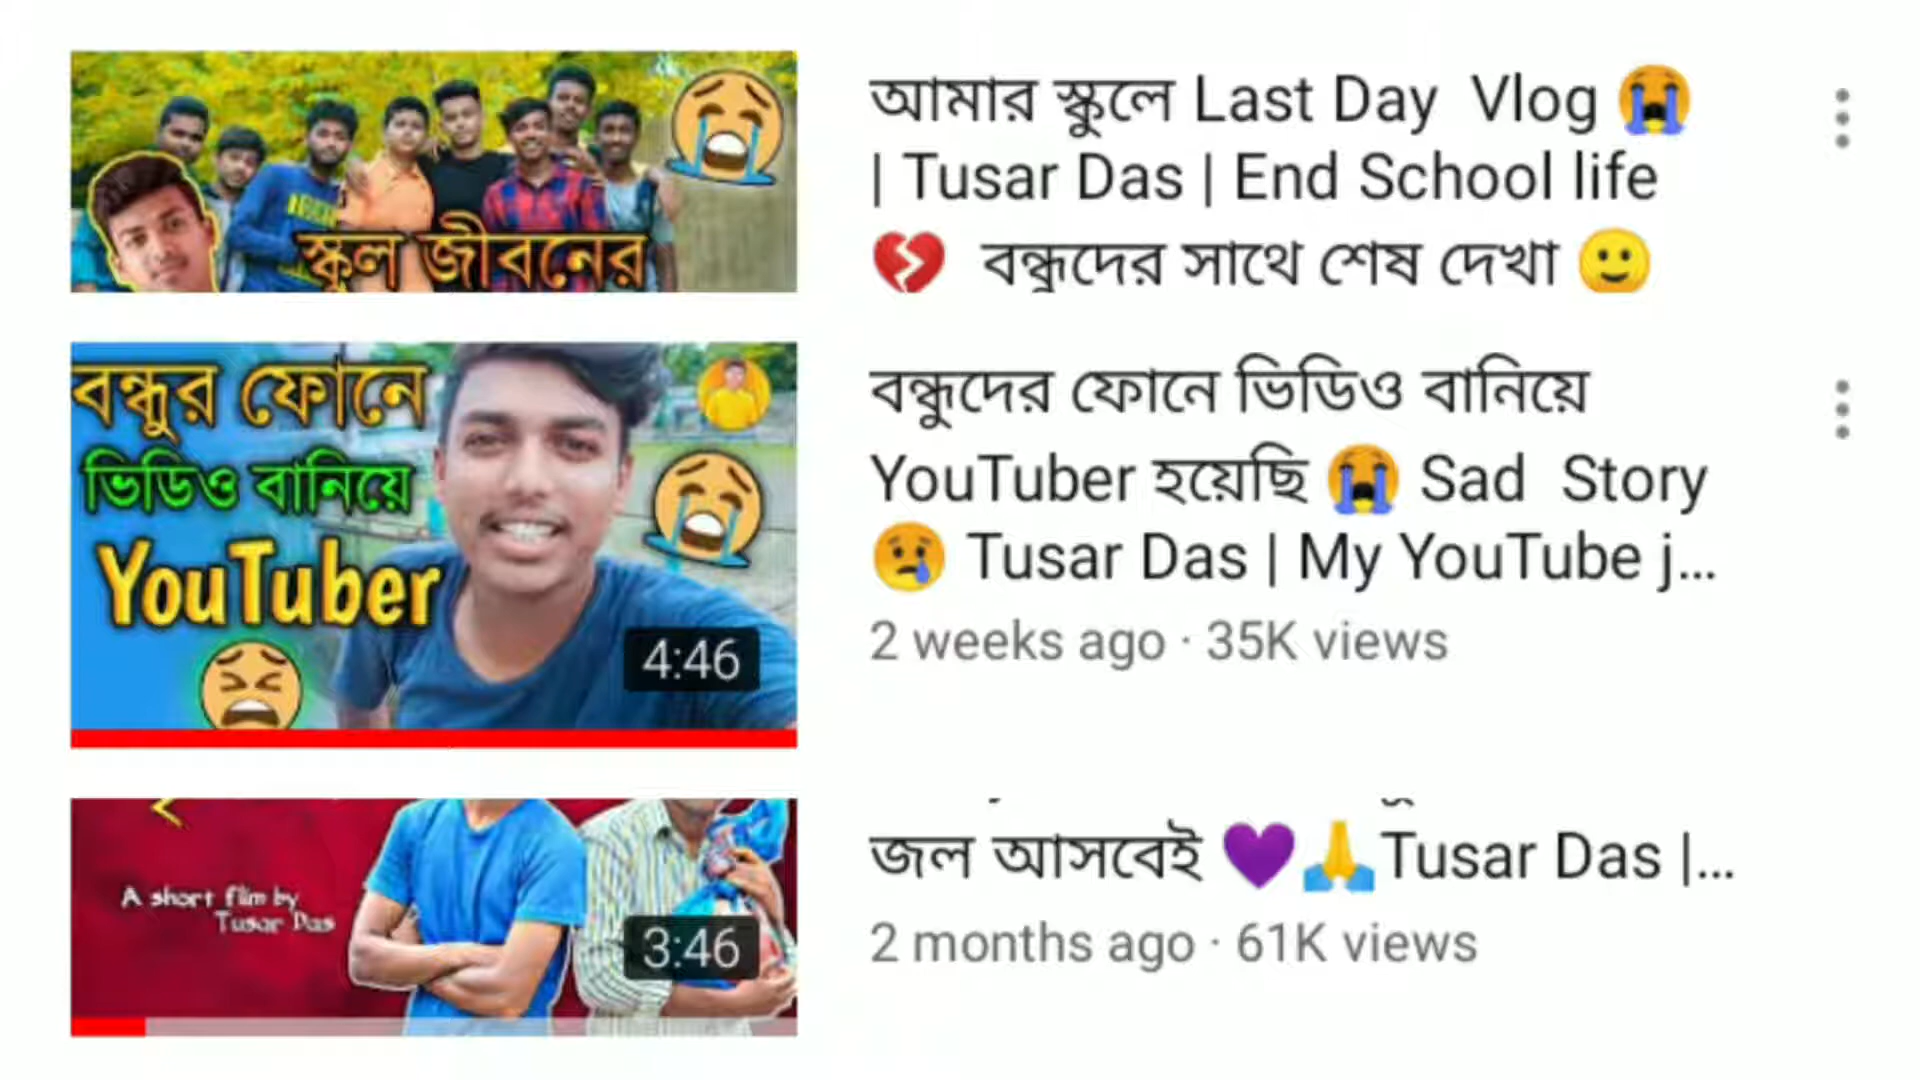 স্কুল জীবনের
আমার স্কুলে Last Day Vlog 😭
| Tusar Das | End School life
💔 বন্ধুদের সাথে শেষ দেখা 🙂
বন্ধুর ফোনে
ভিডিও বানিয়ে
YouTuber
4:46
বন্ধুদের ফোনে ভিডিও বানিয়ে
YouTuber হয়েছি 😭 Sad Story
😢 Tusar Das | My YouTube j...
2 weeks ago · 35K views
A short film by
Tusar Das
3:46
জল আসবেই 💜🙏Tusar Das |...
2 months ago · 61K views